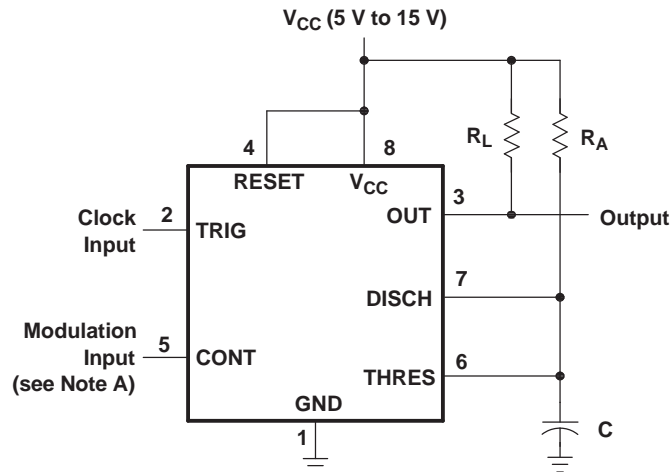 VCC (5 V to 15 V)
4
8
RL
RA
RESET
VCC
3
Clock
Input
2
TRIG
OUT
Output
7
DISCH
Modulation
Input
(see Note A)
5
CONT
6
THRES
GND
1
C